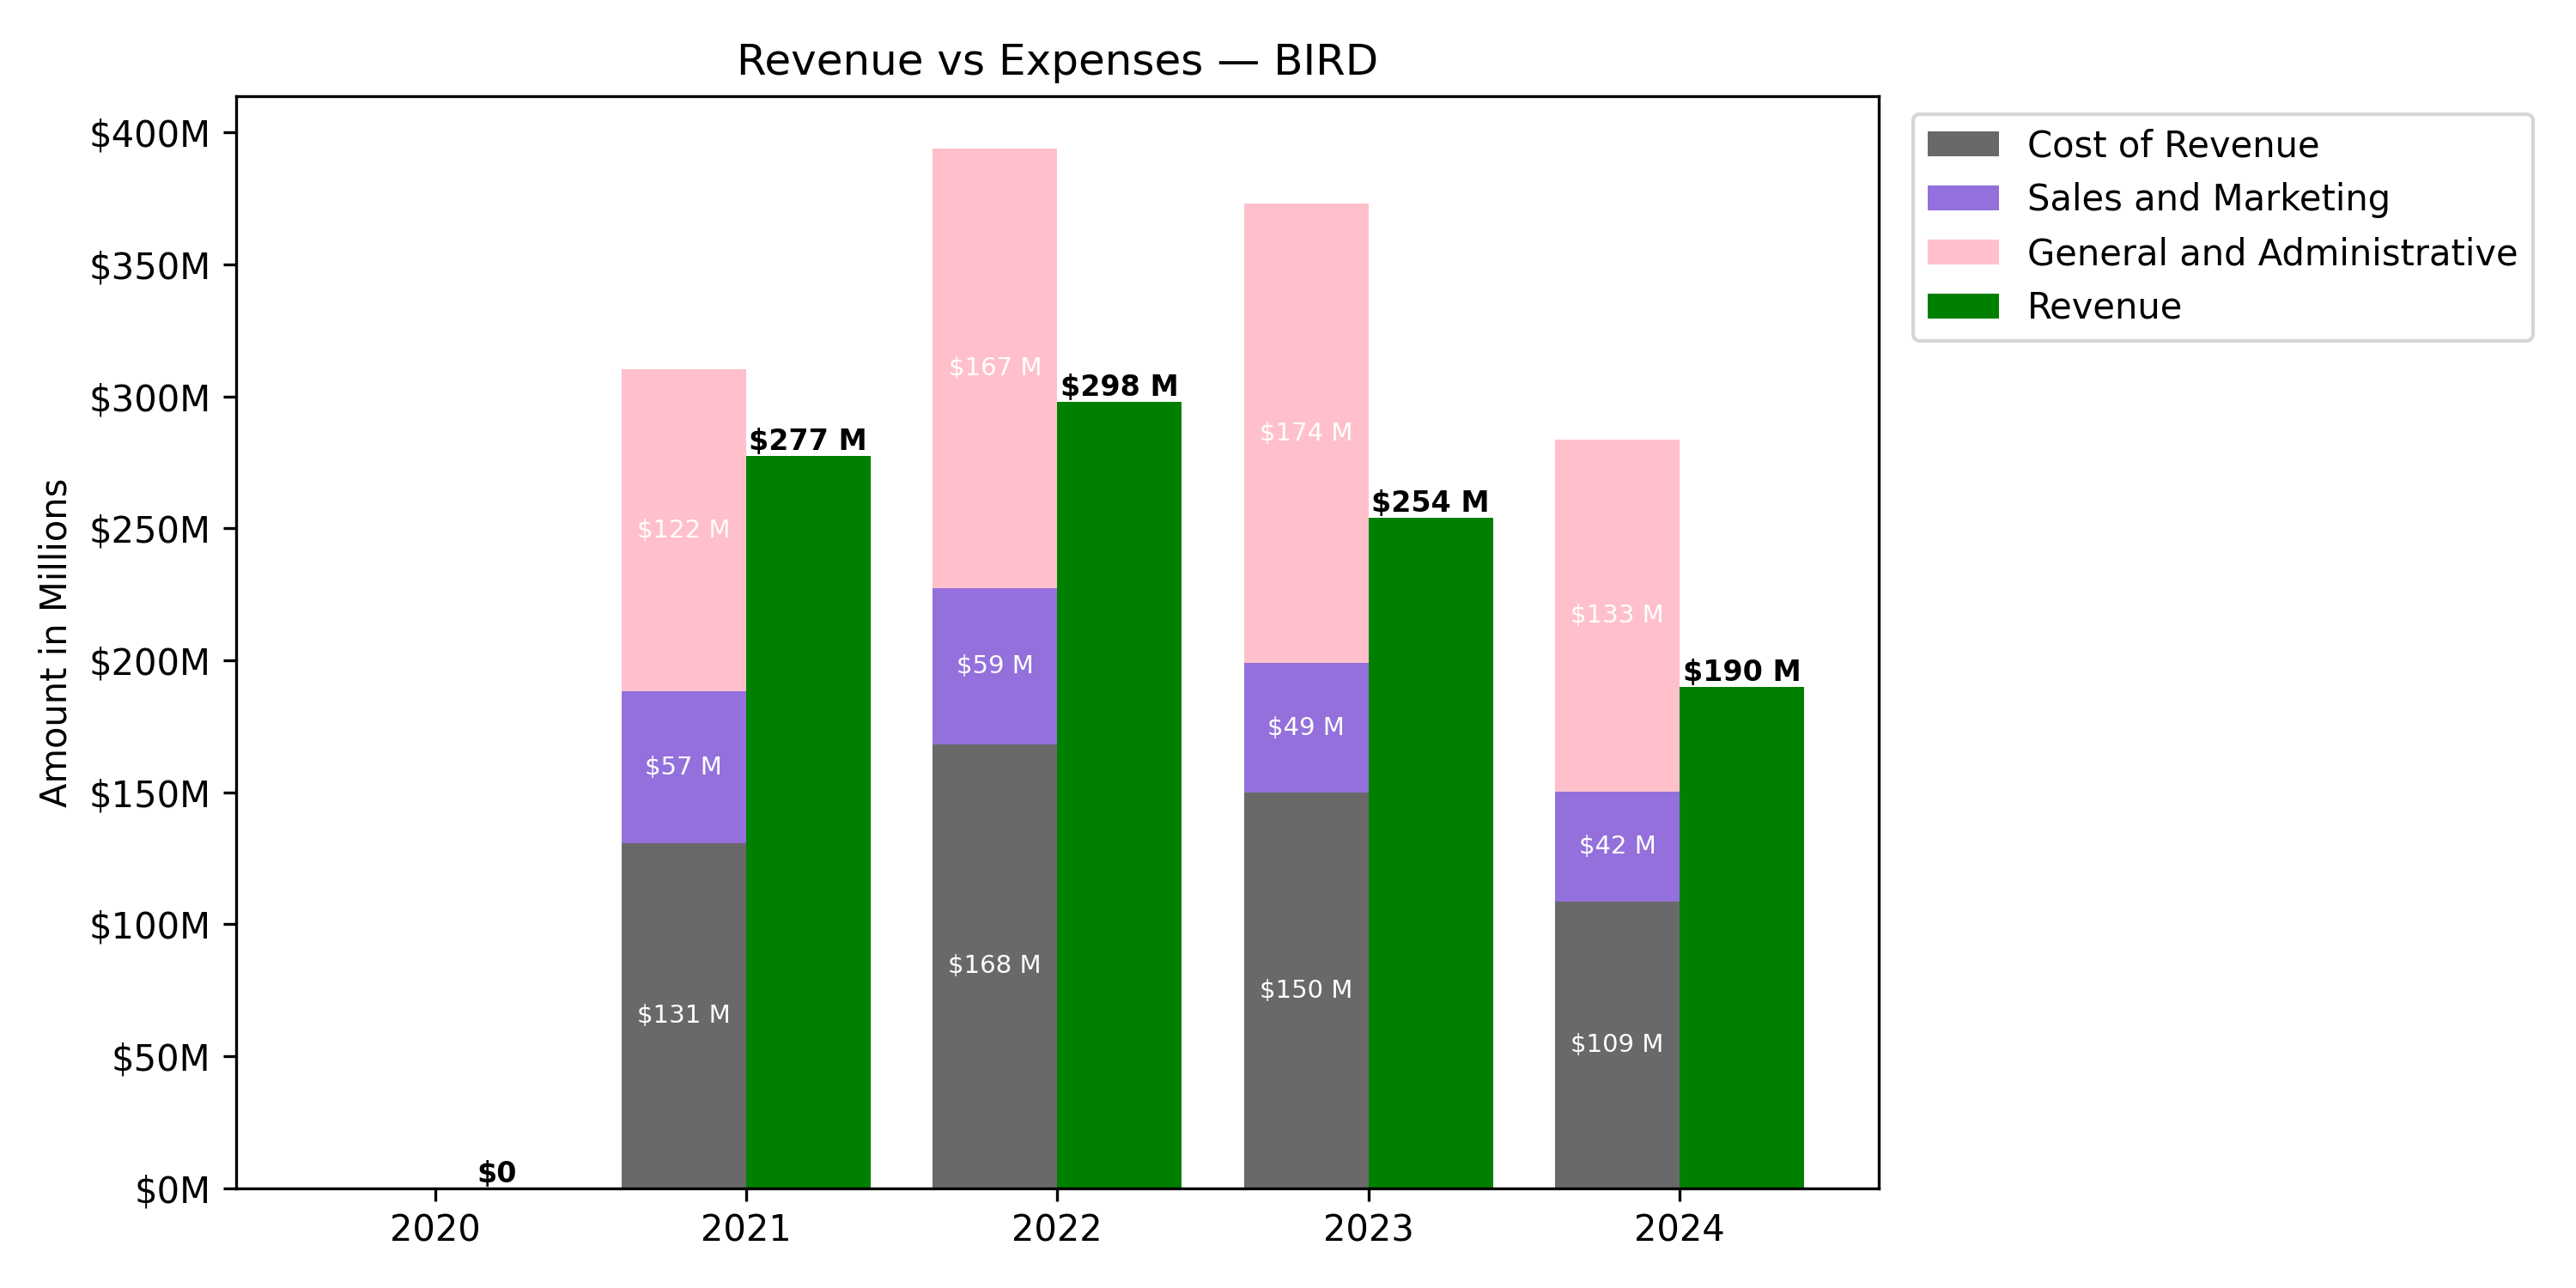 Revenue vs Expenses — BIRD
Amount in Millions
$400M
$350M
$300M
$250M
$200M
$150M
$100M
$50M
$0M
$0
$122 M
$57 M
$131 M
$277 M
$167 M
$59 M
$168 M
$298 M
$174 M
$49 M
$150 M
$254 M
$133 M
$42 M
$109 M
$190 M
2020
2021
2022
2023
2024
Cost of Revenue
Sales and Marketing
General and Administrative
Revenue